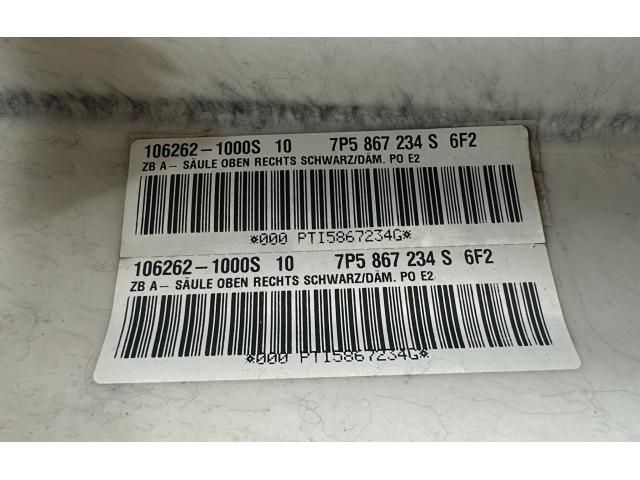 106262-1000S 10 7P5 867 234 S 6F2
ZB A- SÄULE OBEN RECHTS SCHWARZ/DÄM. PO E2
*000 PTI5867234G*
106262-1000S 10 7P5 867 234 S 6F2
ZB A- SÄULE OBEN RECHTS SCHWARZ/DÄM. PO E2
*000 PTI5867234G*